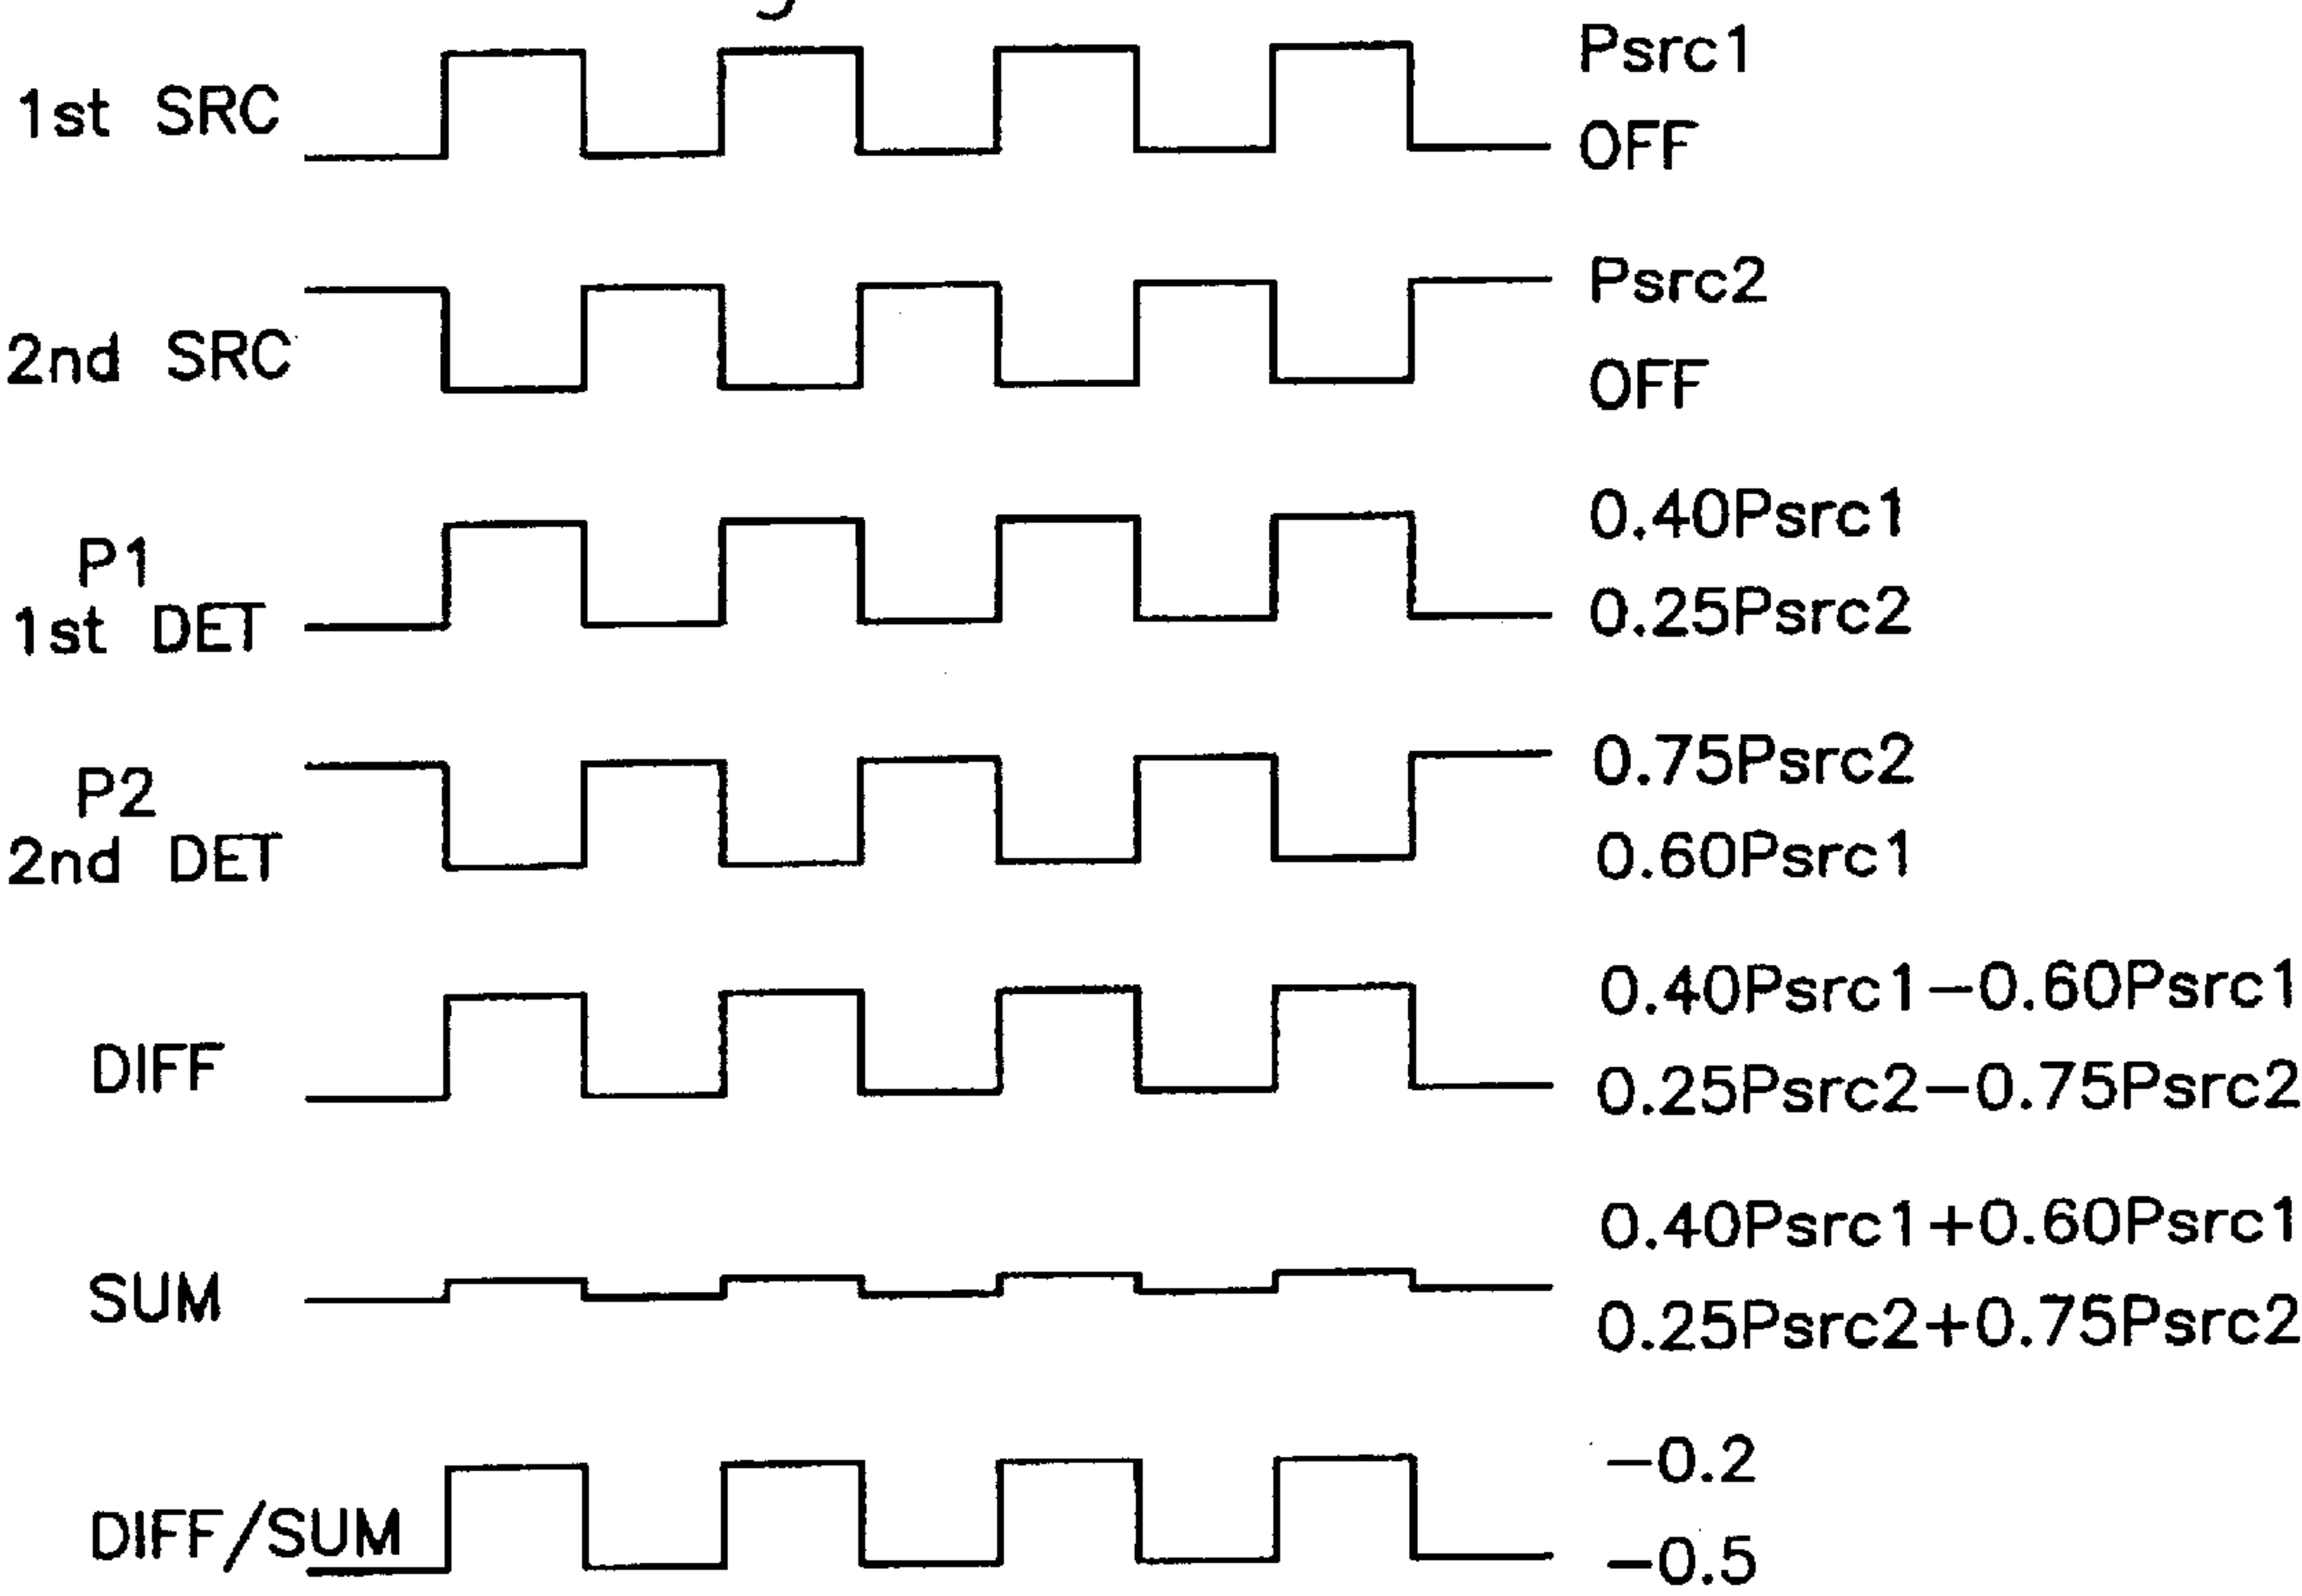 Psrc1
1st SRC
OFF
Psrc2
2nd SRC
OFF
0.40Psrc1
P1
1st DET
0.25Psrc2
0.75Psrc2
P2
2nd DET
0.60Psrc1
0.40Psrc1-0.60Psrc1
DIFF
0.25Psrc2-0.75Psrc2
0.40Psrc1+0.60Psrc1
SUM
0.25Psrc2+0.75Psrc2
-0.2
DIFF/SUM
-0.5